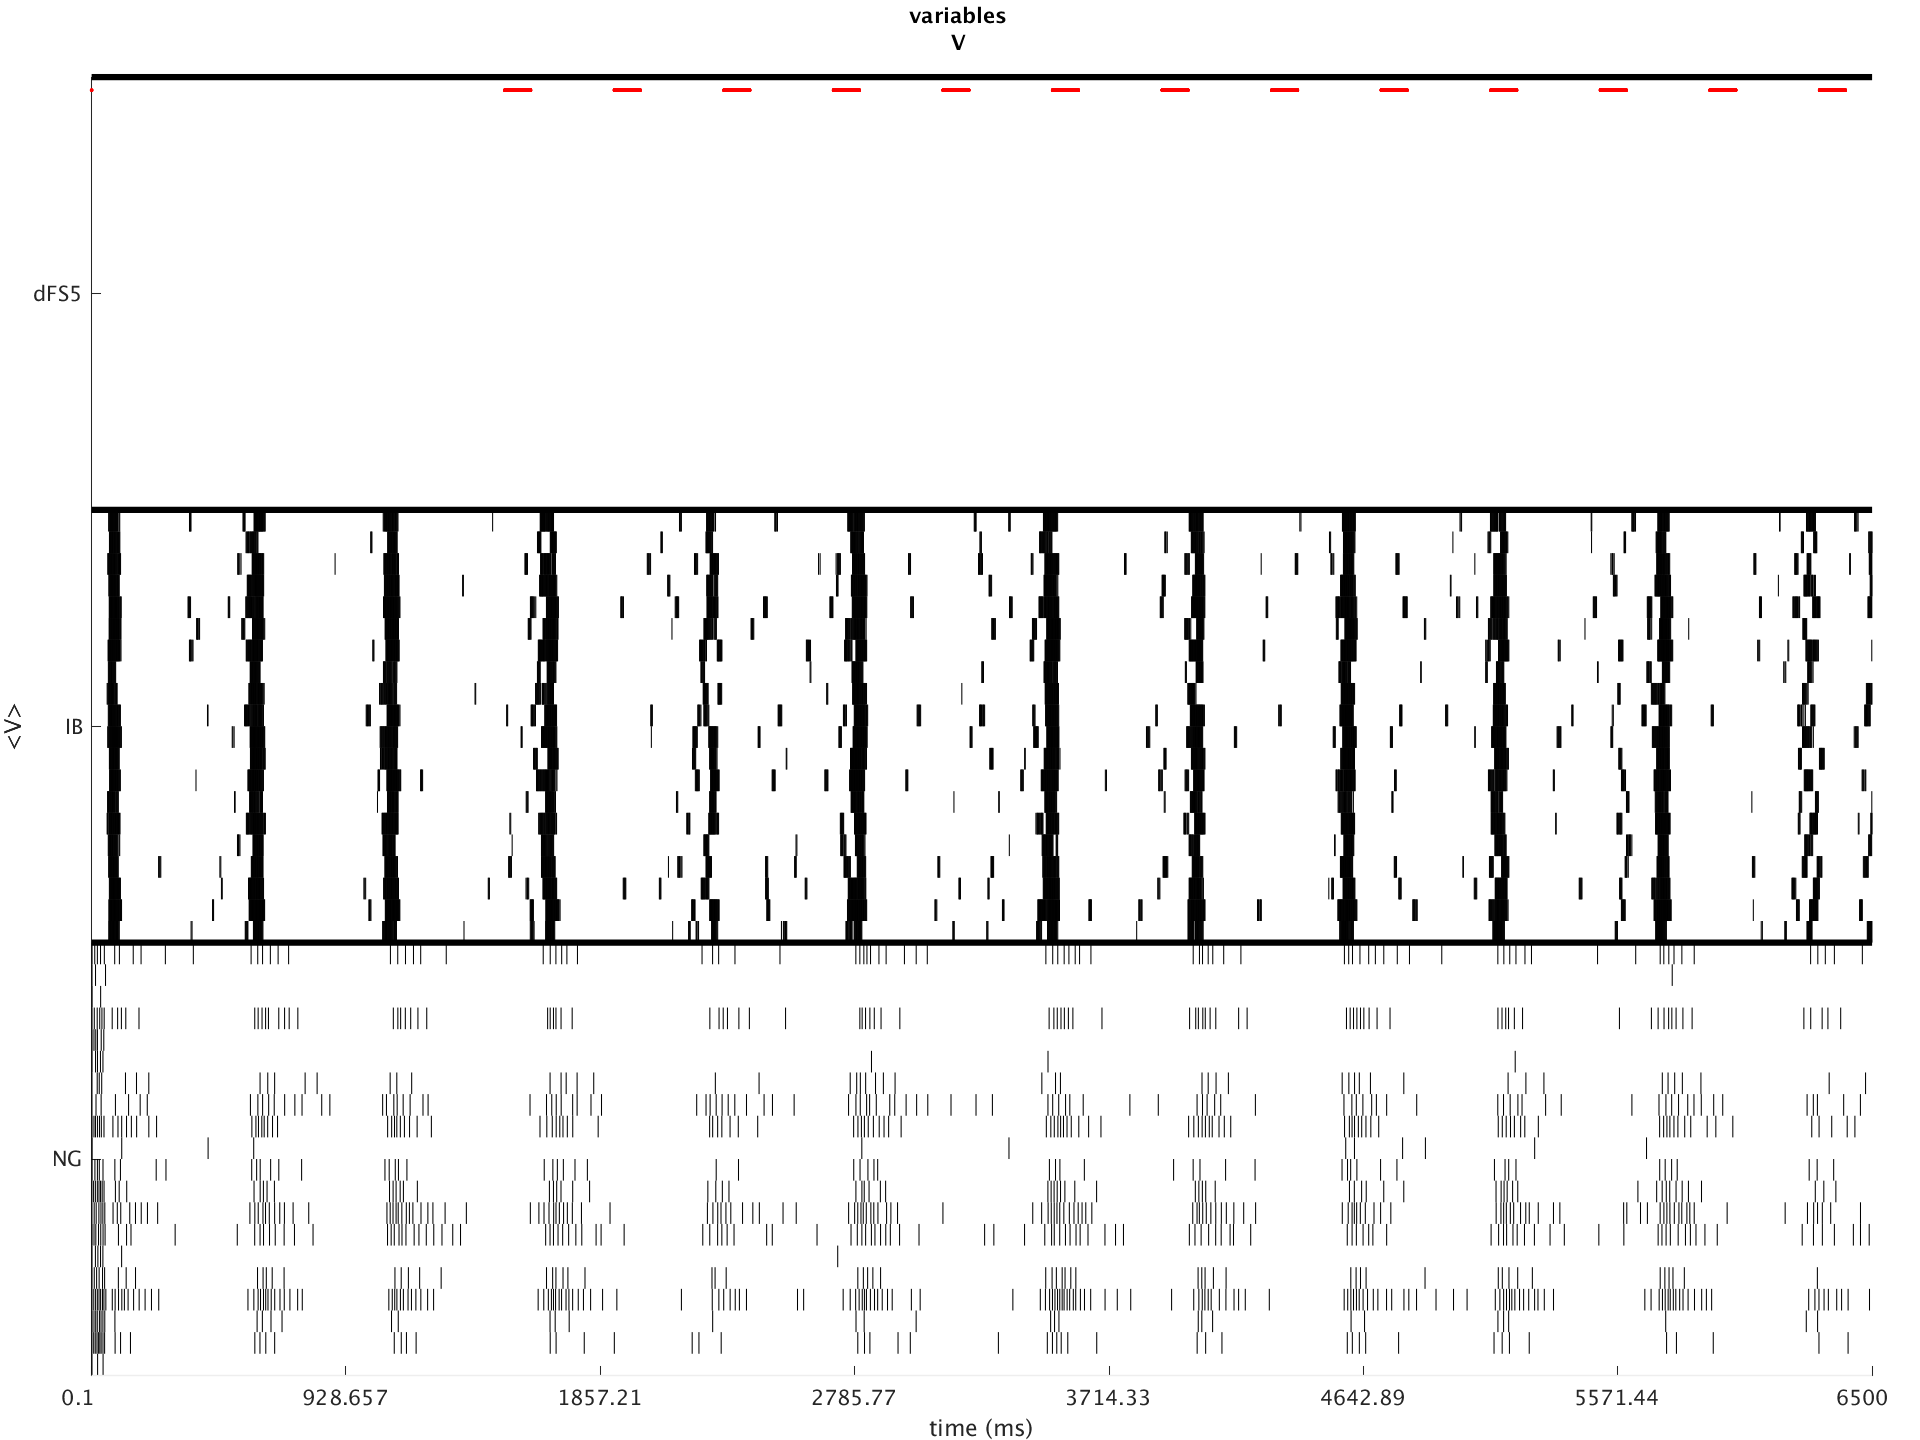 variables
V
dFS5
<V>
IB
NG
0.1 928.657 1857.21 2785.77 3714.33 4642.89 5571.44 6500
time (ms)